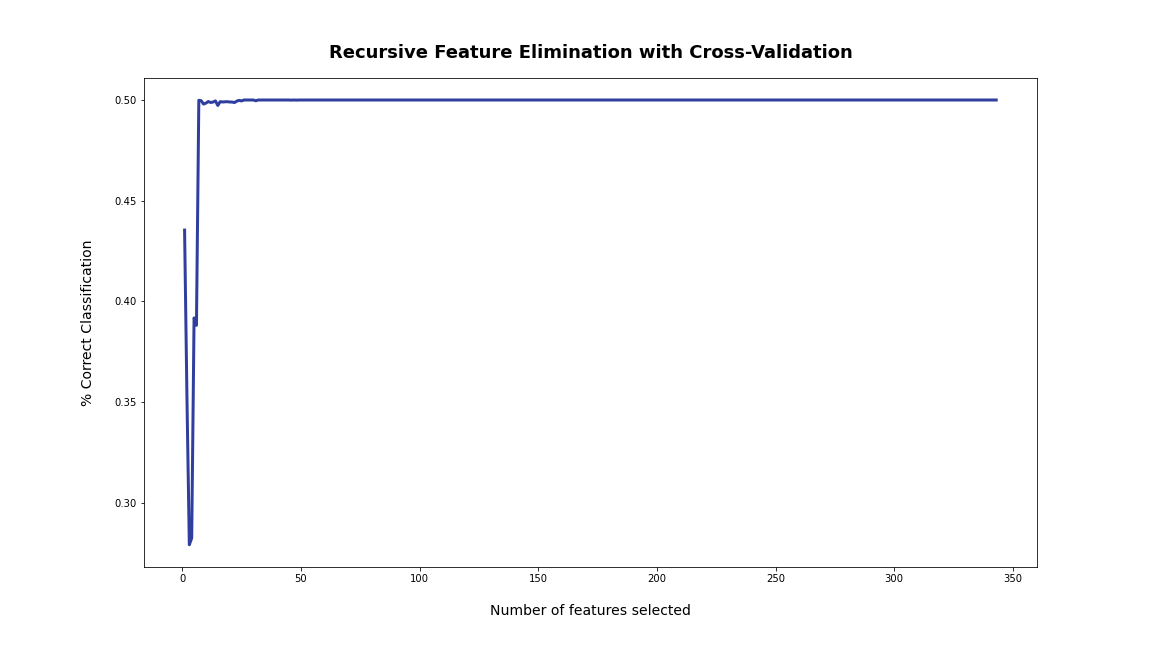 Recursive Feature Elimination with Cross-Validation
0.50
0.45
0.40
0.35
0.30
% Correct Classification
0 50 100 150 200 250 300 350
Number of features selected